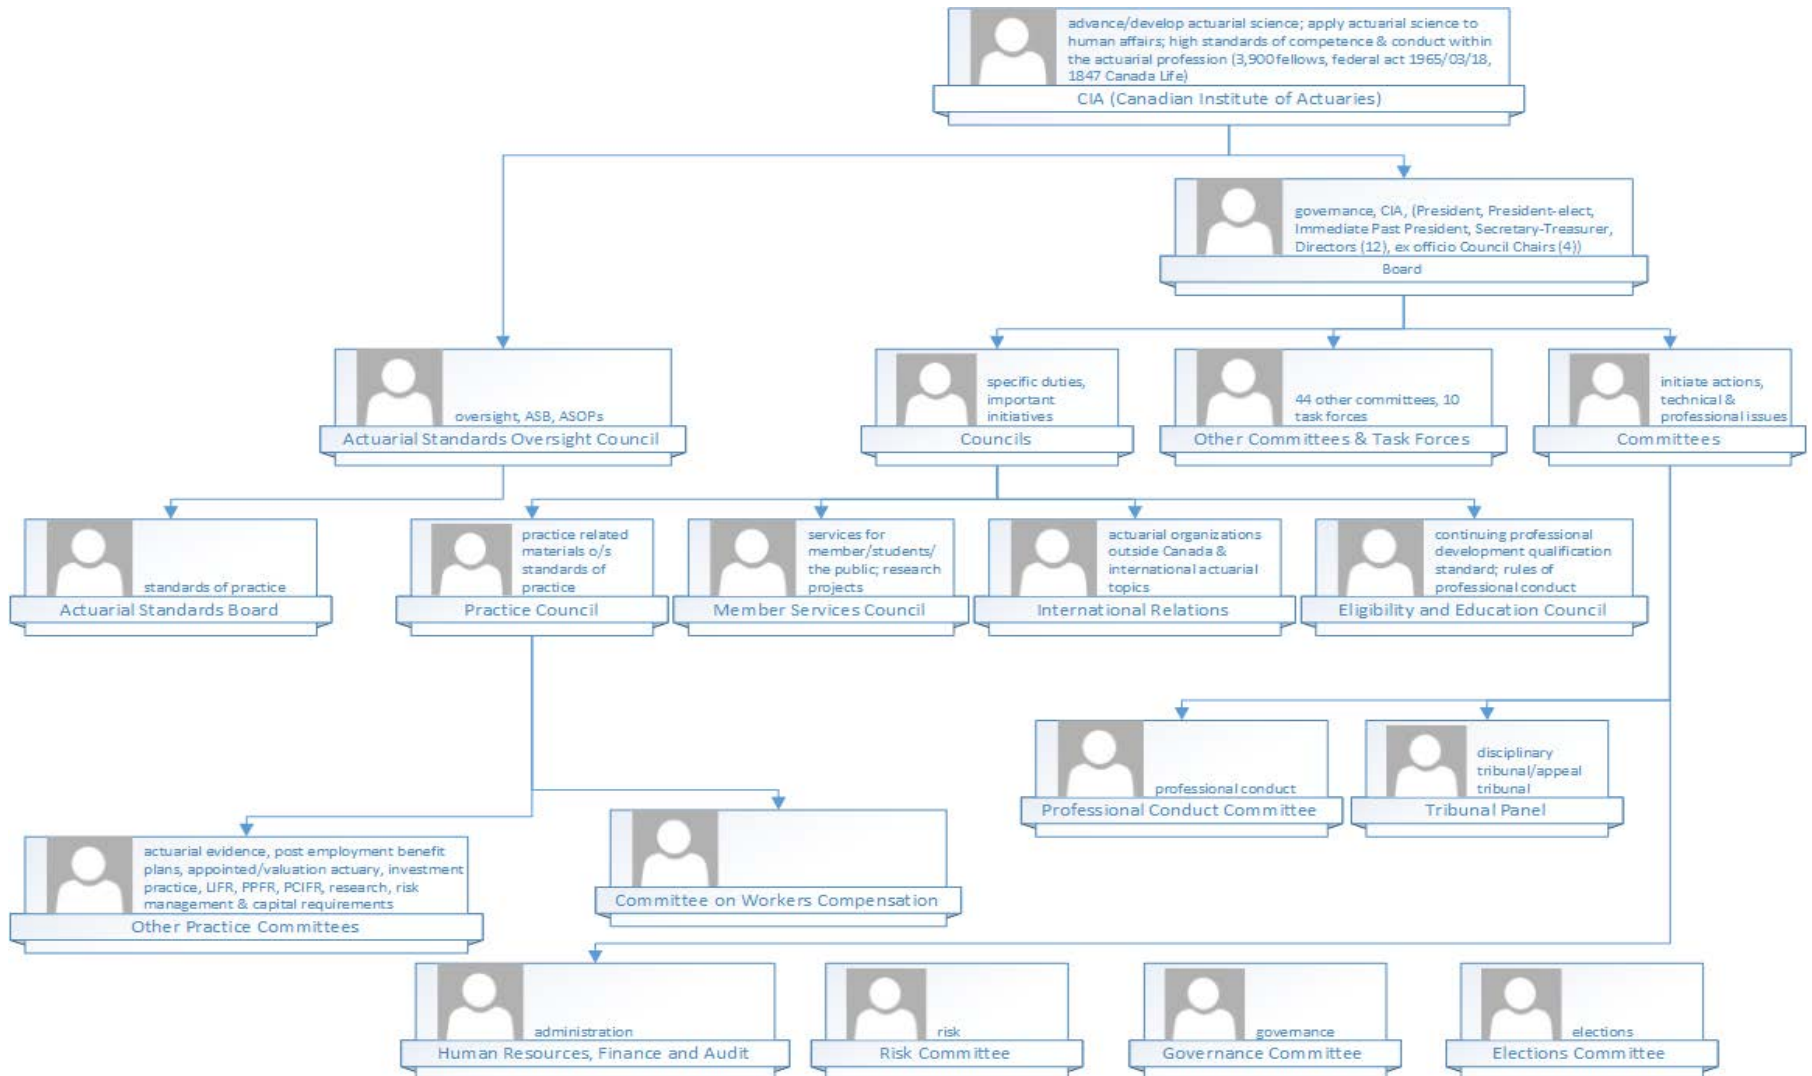 advance/develop actuarial science; apply actuarial science to
human affairs; high standards of competence & conduct within
the actuarial profession (3,900 fellows, federal act 1965/03/18,
1847 Canada Life)
CIA (Canadian Institute of Actuaries)
governance, CIA, (President, President-elect,
Immediate Past President, Secretary-Treasurer,
Directors (12), ex officio Council Chairs (4))
Board
oversight, ASB, ASOPs
Actuarial Standards Oversight Council
specific duties,
important
initiatives
Councils
44 other committees, 10
task forces
Other Committees & Task Forces
initiate actions,
technical &
professional issues
Committees
standards of practice
Actuarial Standards Board
practice related
materials o/s
standards of
practice
Practice Council
services for
member/students/
the public; research
projects
Member Services Council
actuarial organizations
outside Canada &
international actuarial
topics
International Relations
continuing professional
development qualification
standard; rules of
professional conduct
Eligibility and Education Council
professional conduct
Professional Conduct Committee
disciplinary
tribunal/appeal
tribunal
Tribunal Panel
actuarial evidence, post employment benefit
plans, appointed/valuation actuary, investment
practice, LIFR, PPFR, PCIFR, research, risk
management & capital requirements
Other Practice Committees
Committee on Workers Compensation
administration
Human Resources, Finance and Audit
risk
Risk Committee
governance
Governance Committee
elections
Elections Committee